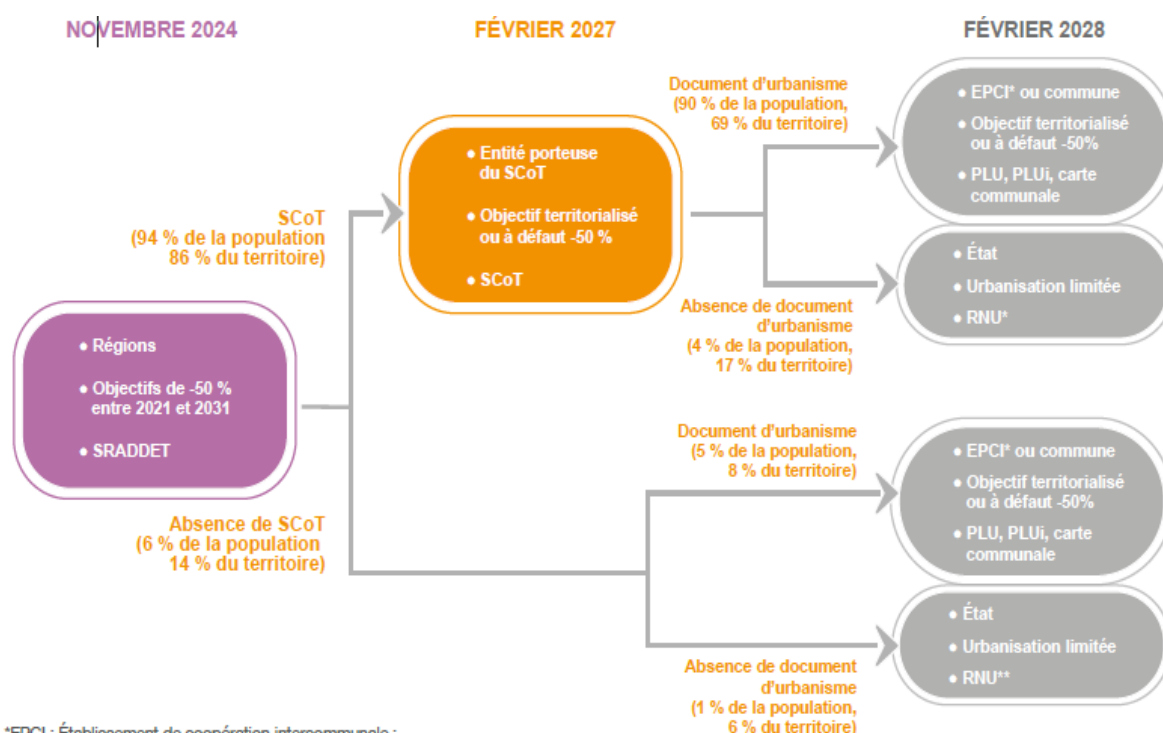 NOVEMBRE 2024
FÉVRIER 2027
FÉVRIER 2028
• Régions
• Objectifs de -50 %
entre 2021 et 2031
• SRADDET
SCoT
(94 % de la population
86 % du territoire)
Absence de SCoT
(6 % de la population
14 % du territoire)
• Entité porteuse
du SCoT
• Objectif territorialisé
ou à défaut -50 %
• SCoT
Document d'urbanisme
(90 % de la population,
69 % du territoire)
Absence de document
d'urbanisme
(4 % de la population,
17 % du territoire)
Document d'urbanisme
(5 % de la population,
8 % du territoire)
Absence de document
d'urbanisme
(1 % de la population,
6 % du territoire)
• EPCI* ou commune
• Objectif territorialisé
ou à défaut -50%
• PLU, PLUi, carte
communale
• État
• Urbanisation limitée
• RNU*
• EPCI* ou commune
• Objectif territorialisé
ou à défaut -50%
• PLU, PLUi, carte
communale
• État
• Urbanisation limitée
• RNU**
*EPCI : Établissement de coopération intercommunale ;